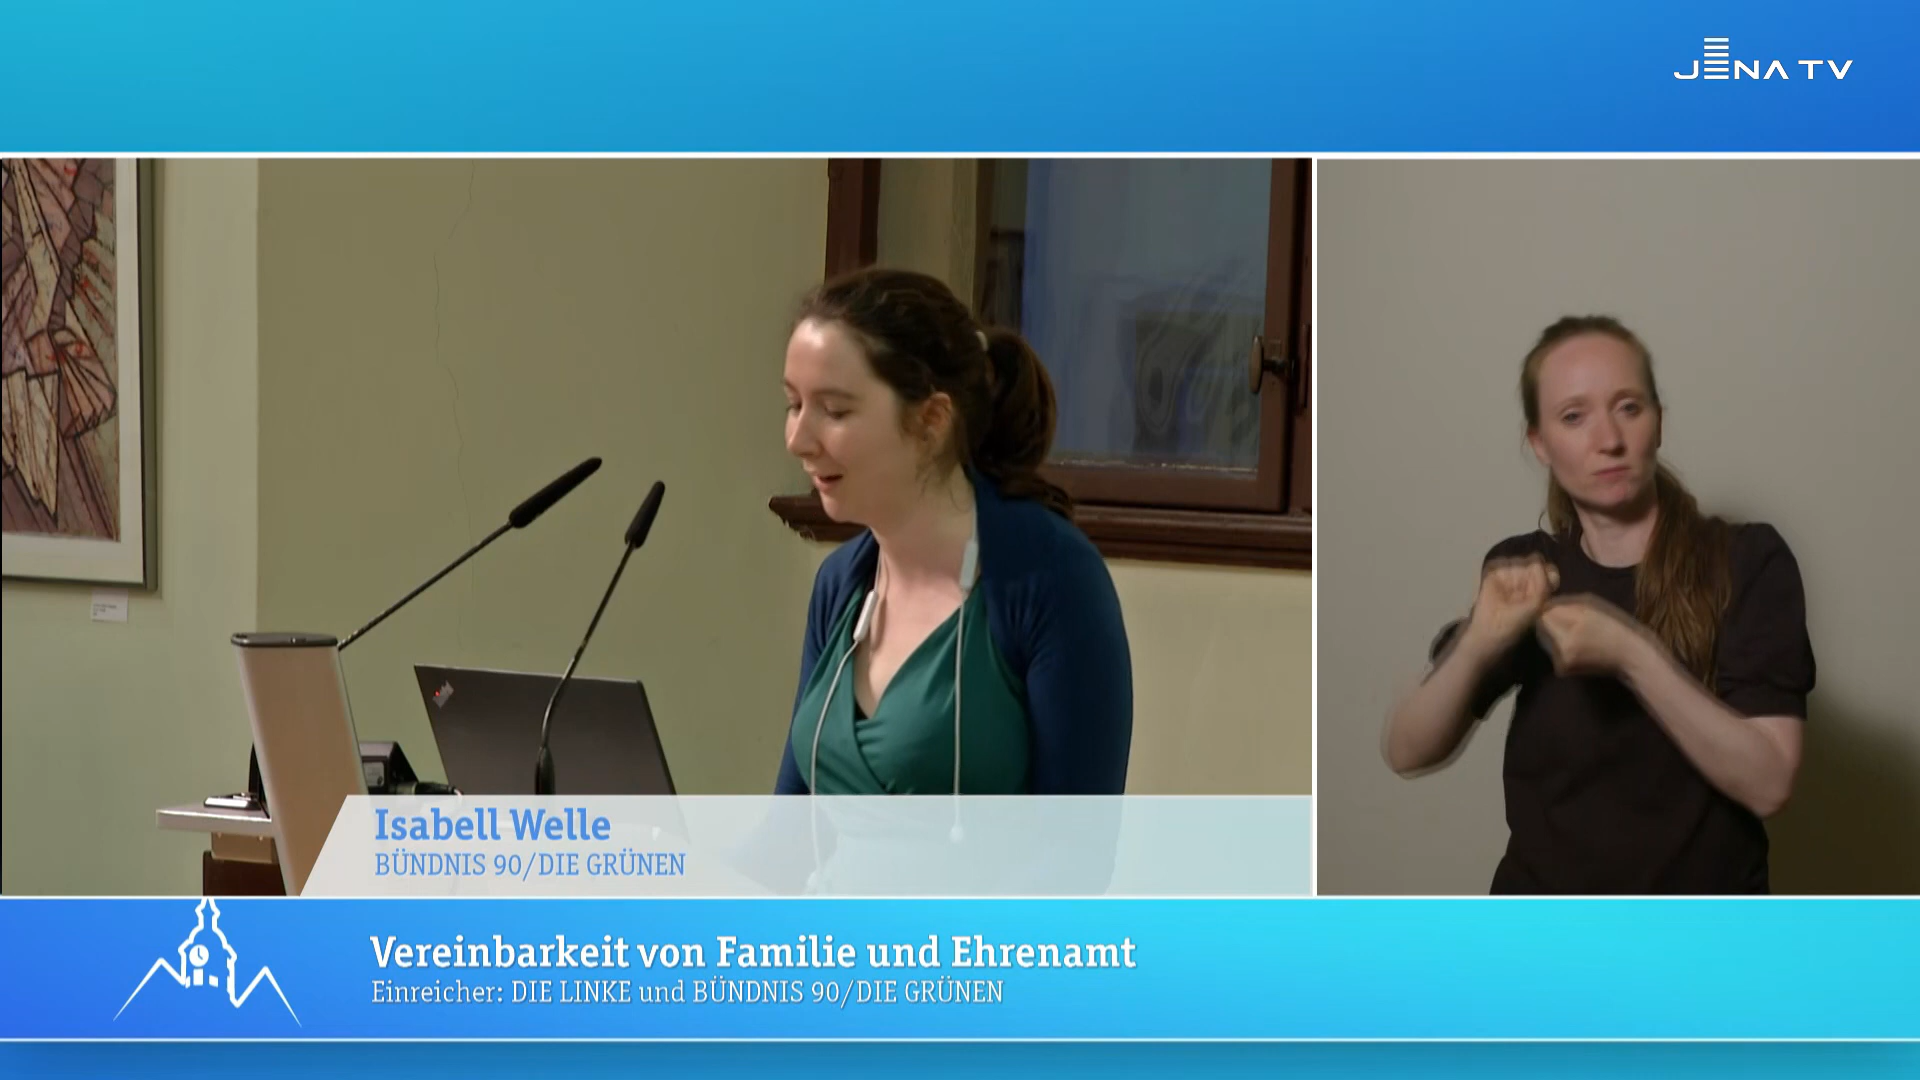 JENA TV
Isabell Welle
BÜNDNIS 90/DIE GRÜNEN
Vereinbarkeit von Familie und Ehrenamt
Einreicher: DIE LINKE und BÜNDNIS 90/DIE GRÜNEN